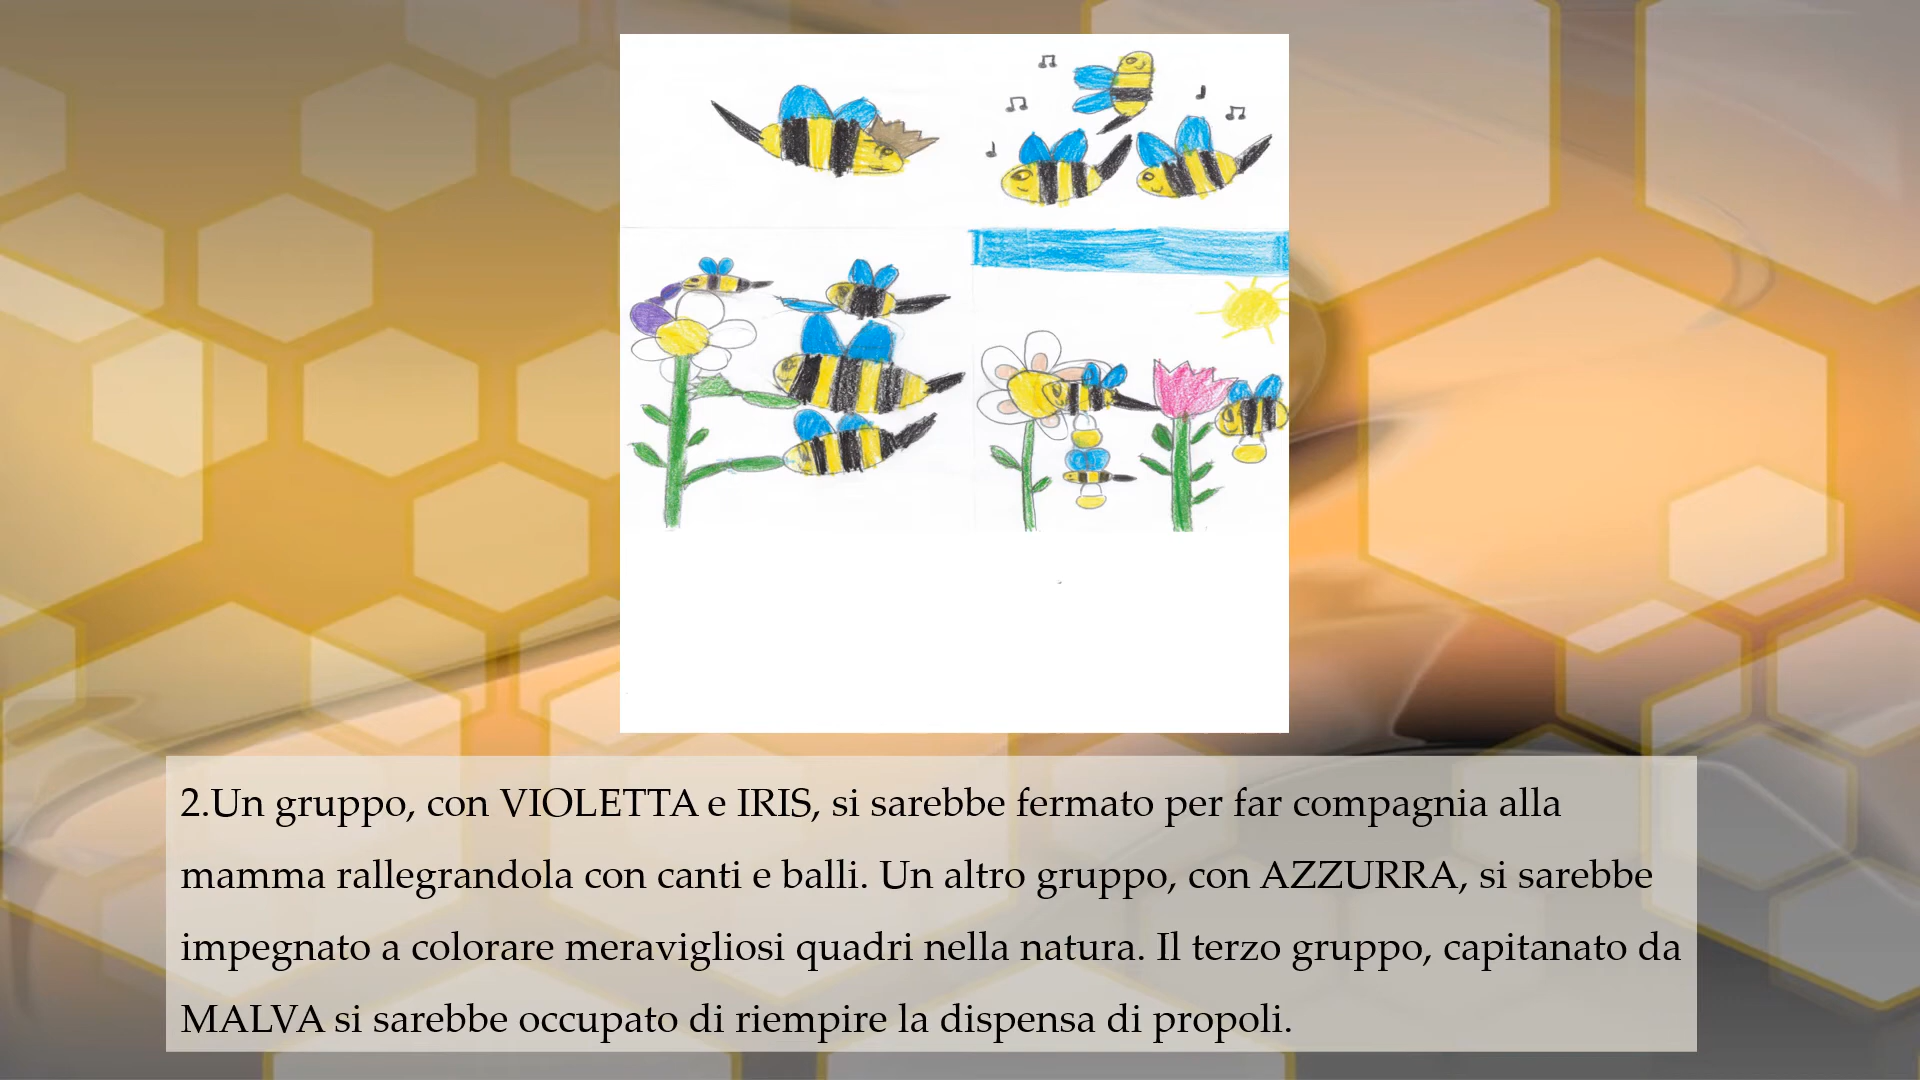 2.Un gruppo, con VIOLETTA e IRIS, si sarebbe fermato per far compagnia alla
mamma rallegrandola con canti e balli. Un altro gruppo, con AZZURRA, si sarebbe
impegnato a colorare meravigliosi quadri nella natura. Il terzo gruppo, capitanato da
MALVA si sarebbe occupato di riempire la dispensa di propoli.